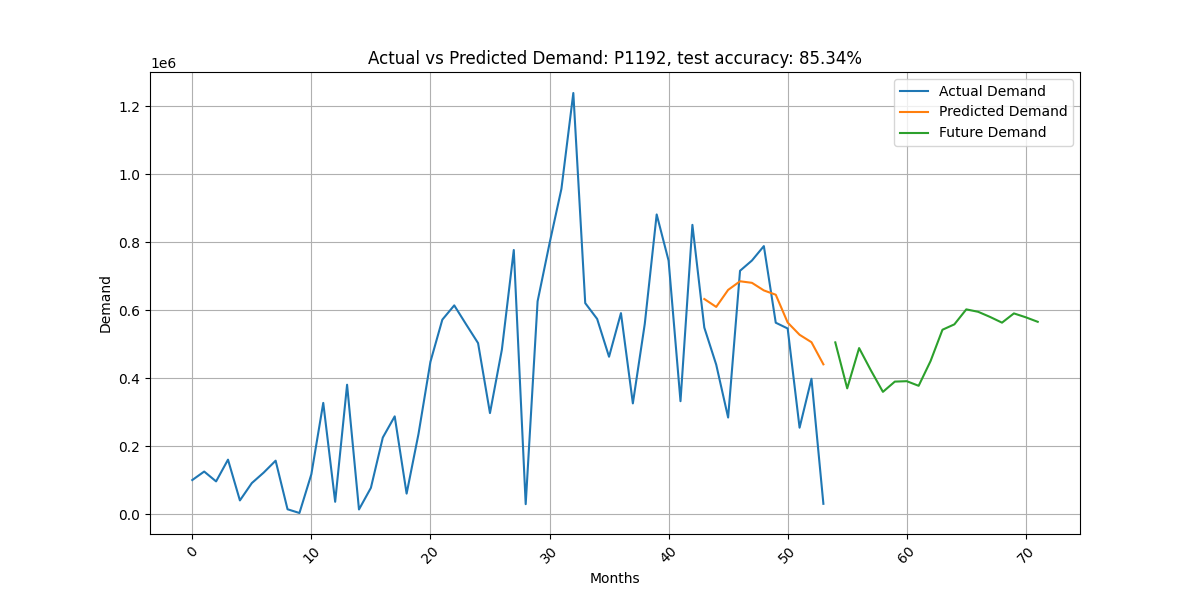 Actual vs Predicted Demand: P1192, test accuracy: 85.34%
1e6
Actual Demand
Predicted Demand
Future Demand
1.2
1.0
0.8
0.6
0.4
0.2
0.0
Demand
0 10 20 30 40 50 60 70
Months